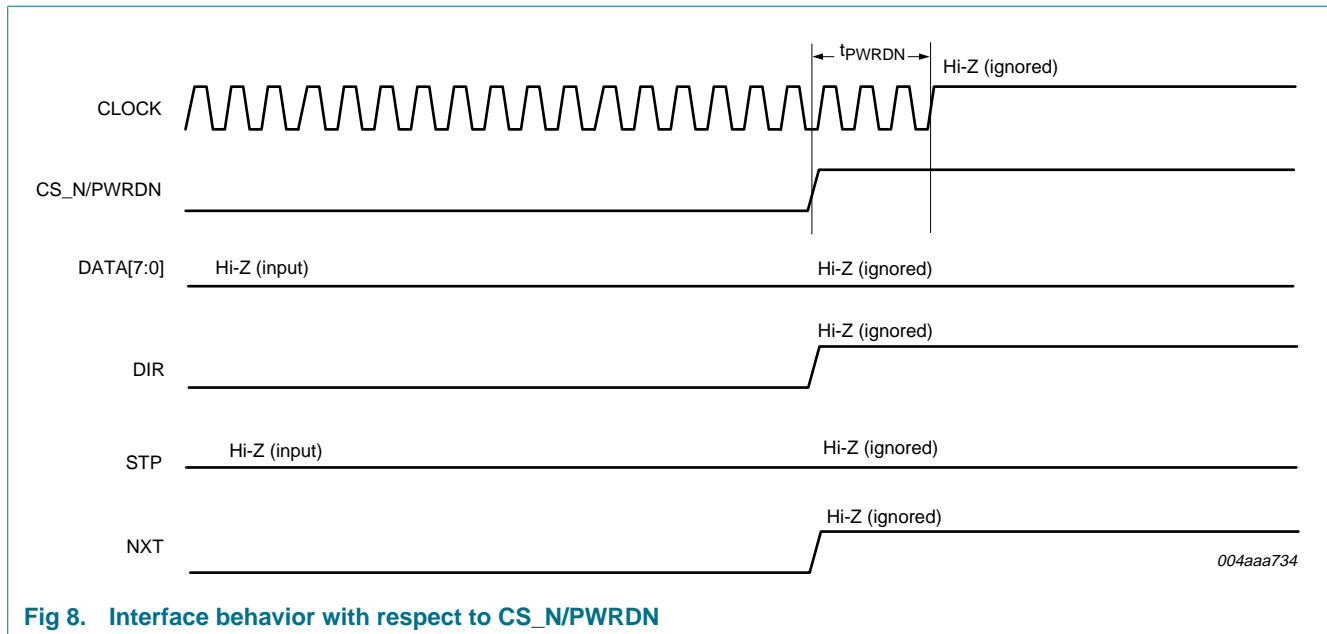 tPWRDN
Hi-Z (ignored)
CLOCK
CS_N/PWRDN
DATA[7:0] Hi-Z (input) Hi-Z (ignored)
Hi-Z (ignored)
DIR
STP Hi-Z (input) Hi-Z (ignored)
Hi-Z (ignored)
NXT
004aaa734
Fig 8. Interface behavior with respect to CS_N/PWRDN